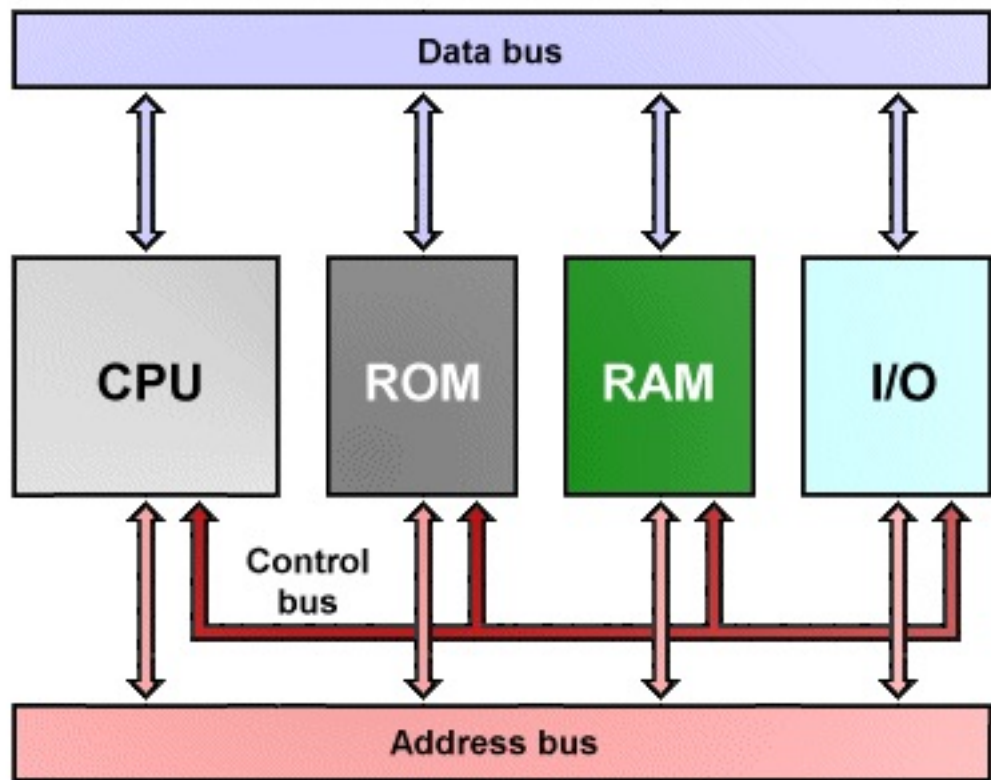 Data bus
CPU
ROM
RAM
I/O
Control
bus
Address bus